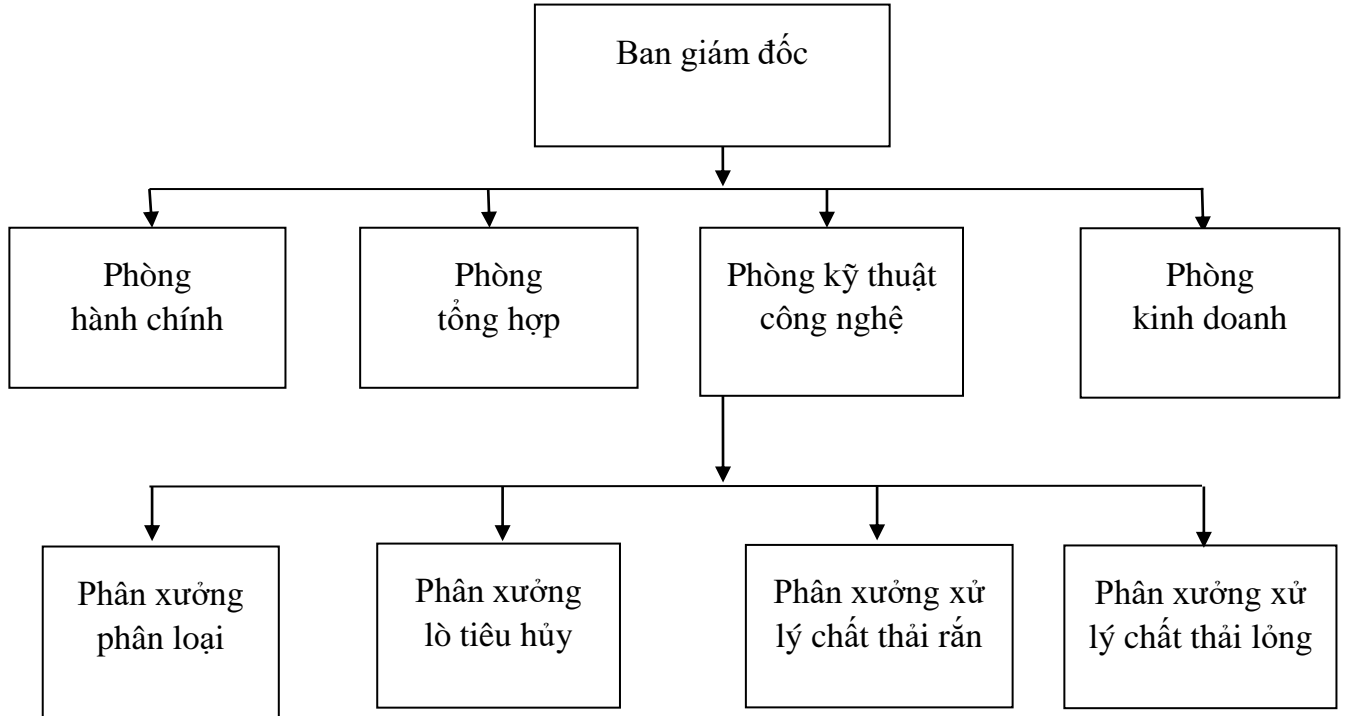 Ban giám đốc
Phòng
hành chính
Phòng
tổng hợp
Phòng kỹ thuật
công nghệ
Phòng
kinh doanh
Phân xưởng
phân loại
Phân xưởng
lò tiêu hủy
Phân xưởng xử
lý chất thải rắn
Phân xưởng xử
lý chất thải lỏng